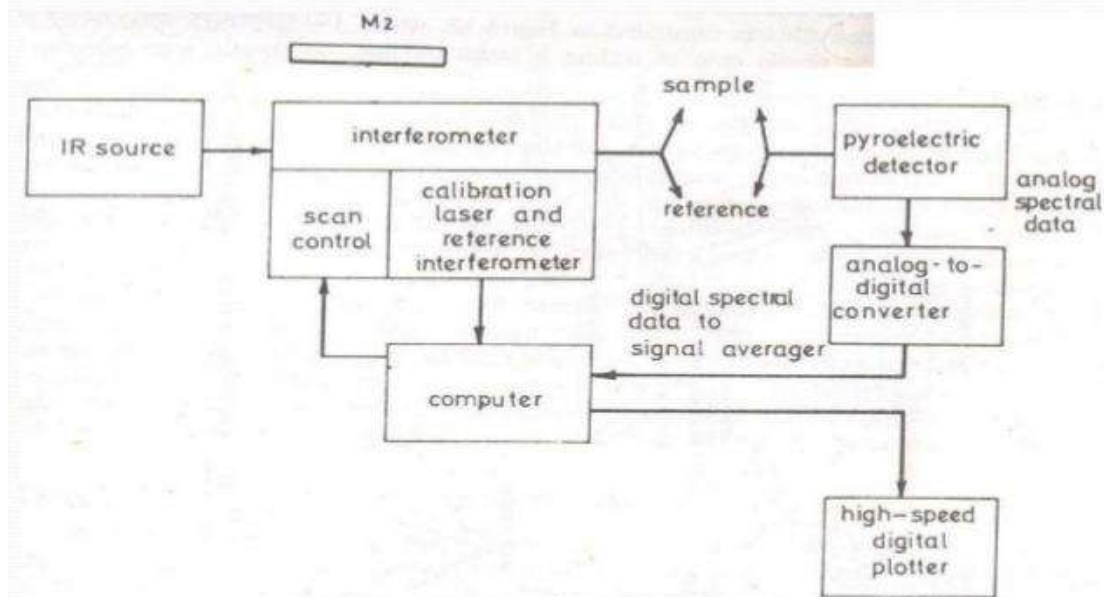 M2
IR source
interferometer
scan
control
calibration
laser and
reference
interferometer
sample
reference
pyroelectric
detector
analog
spectral
data
analog-to-
digital
converter
digital spectral
data to
signal averager
computer
high-speed
digital
plotter